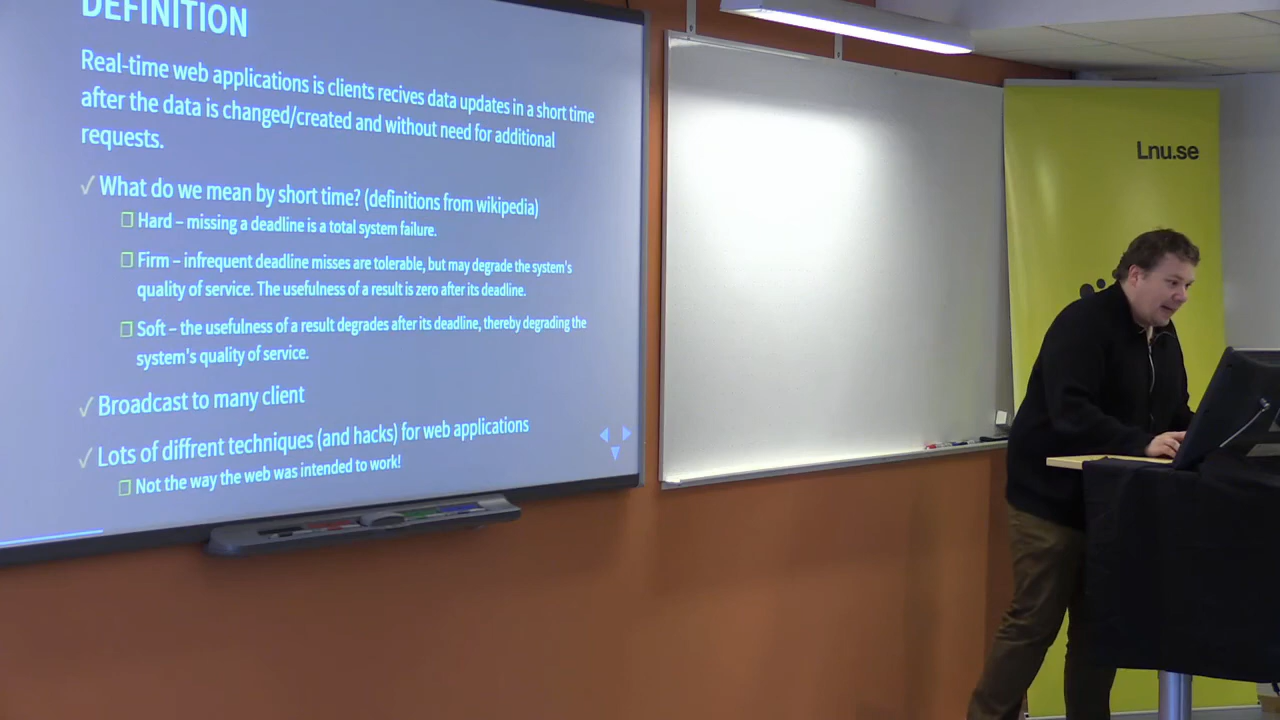 DEFINITION
Real-time web applications is clients recives data updates in a short time
after the data is changed/created and without need for additional
requests.
✓ What do we mean by short time? (definitions from wikipedia)
Hard – missing a deadline is a total system failure.
Firm – infrequent deadline misses are tolerable, but may degrade the system's
quality of service. The usefulness of a result is zero after its deadline.
Soft – the usefulness of a result degrades after its deadline, thereby degrading the
system's quality of service.
✓ Broadcast to many client
✓ Lots of diffrent techniques (and hacks) for web applications
Not the way the web was intended to work!
Lnu.se